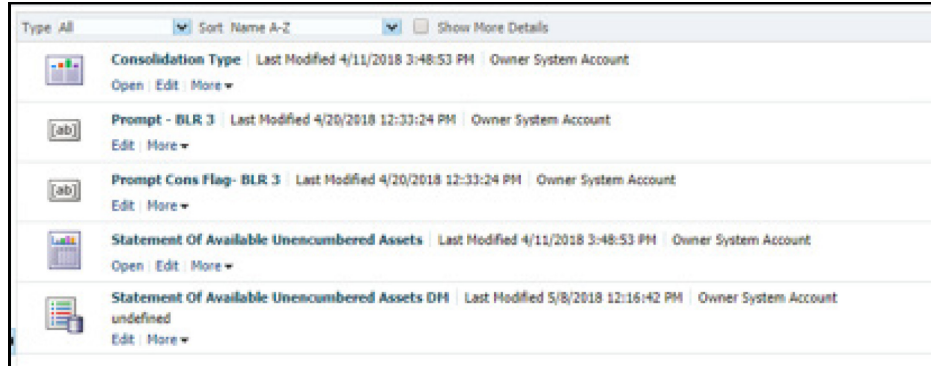 Type All Sort Name A-Z Show More Details
Consolidation Type Last Modified 4/11/2018 3:48:53 PM Owner System Account
Open Edit More
[ab] Prompt - BLR 3 Last Modified 4/20/2018 12:33:24 PM Owner System Account
Edit More
[ab] Prompt Cons Flag- BLR 3 Last Modified 4/20/2018 12:33:24 PM Owner System Account
Edit More
Statement Of Available Unencumbered Assets Last Modified 4/11/2018 3:48:53 PM Owner System Account
Open Edit More
Statement Of Available Unencumbered Assets DM Last Modified 5/8/2018 12:16:42 PM Owner System Account
undefined
Edit More